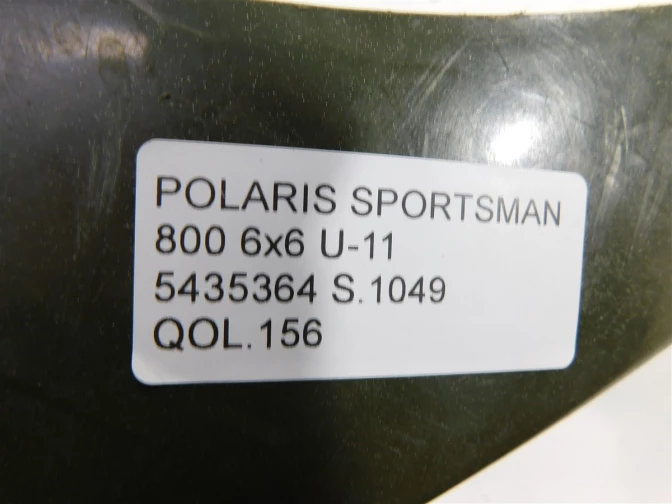 POLARIS SPORTSMAN
800 6x6 U-11
5435364 S.1049
QOL.156